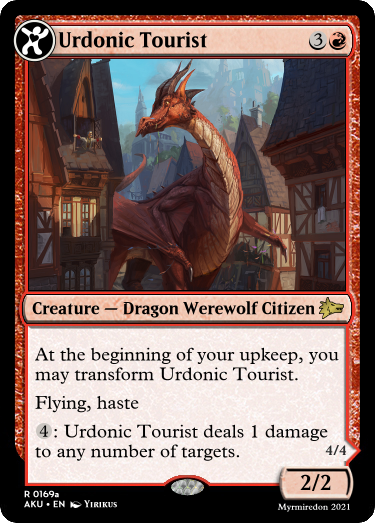 Urdonic Tourist 3
Creature — Dragon Werewolf Citizen
At the beginning of your upkeep, you
may transform Urdonic Tourist.
Flying, haste
4: Urdonic Tourist deals 1 damage
to any number of targets.
4/4
2/2
R 0169a
AKU • EN Yirikus
Myrmiredon 2021